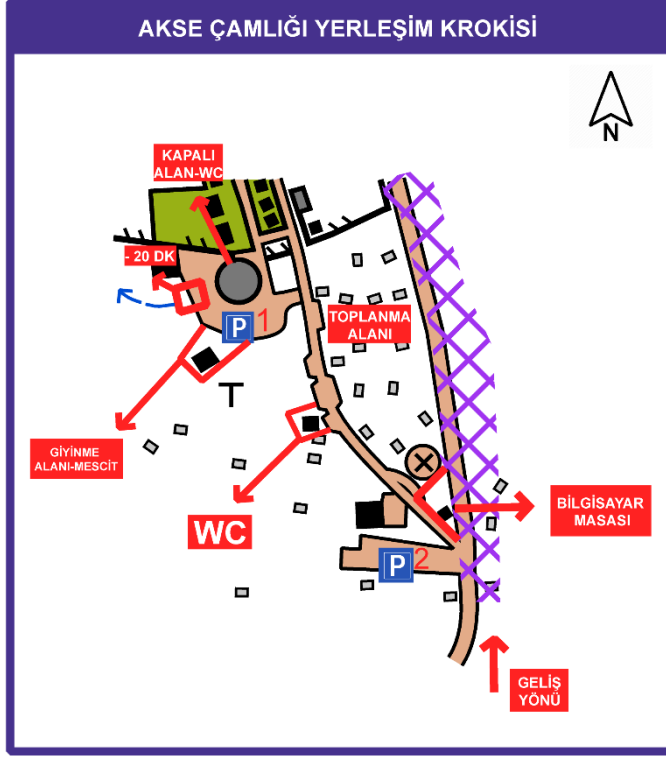 AKSE ÇAMLIĞI YERLEŞİM KROKİSİ
N
KAPALI
ALAN-WC
- 20 DK
P 1
TOPLANMA
ALANI
GİYİNME
ALANI-MESCİT
WC
BİLGİSAYAR
MASASI
P 2
GELİŞ
YÖNÜ